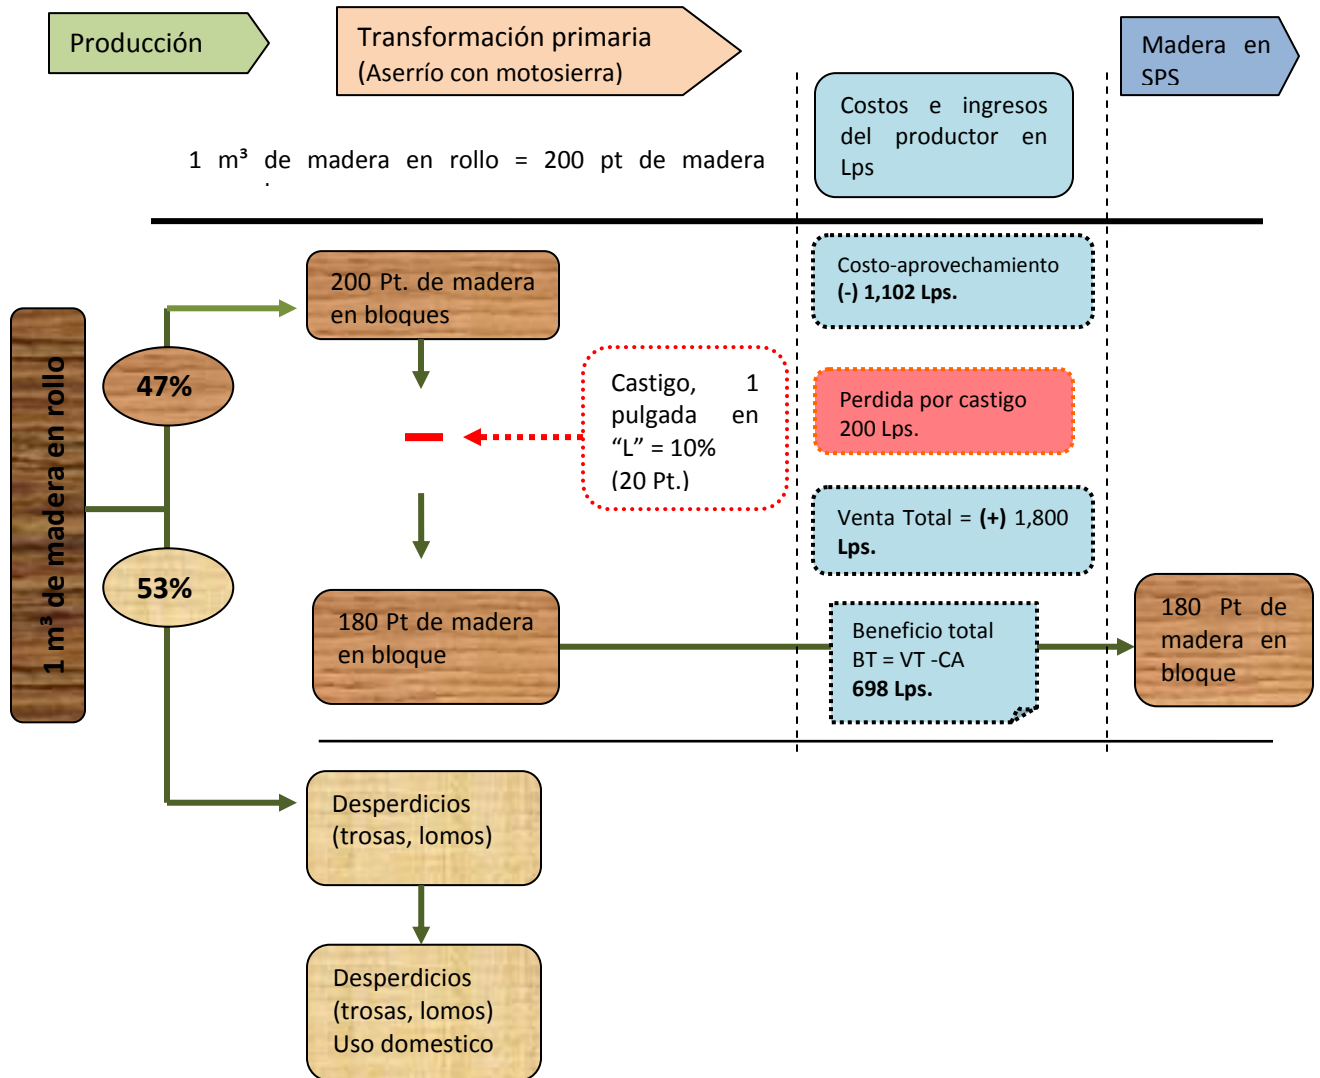 Producción
Transformación primaria
(Aserrío con motosierra)
Madera en
SPS
Costos e ingresos
del productor en
Lps
1 m³ de madera en rollo = 200 pt de madera
1 m³ de madera en rollo
47%
53%
200 Pt. de madera
en bloques
Castigo, 1
pulgada en
“L” = 10%
(20 Pt.)
180 Pt de madera
en bloque
Costo-aprovechamiento
(-) 1,102 Lps.
Perdida por castigo
200 Lps.
Venta Total = (+) 1,800
Lps.
Beneficio total
BT = VT -CA
698 Lps.
180 Pt de
madera en
bloque
Desperdicios
(trosas, lomos)
Desperdicios
(trosas, lomos)
Uso domestico